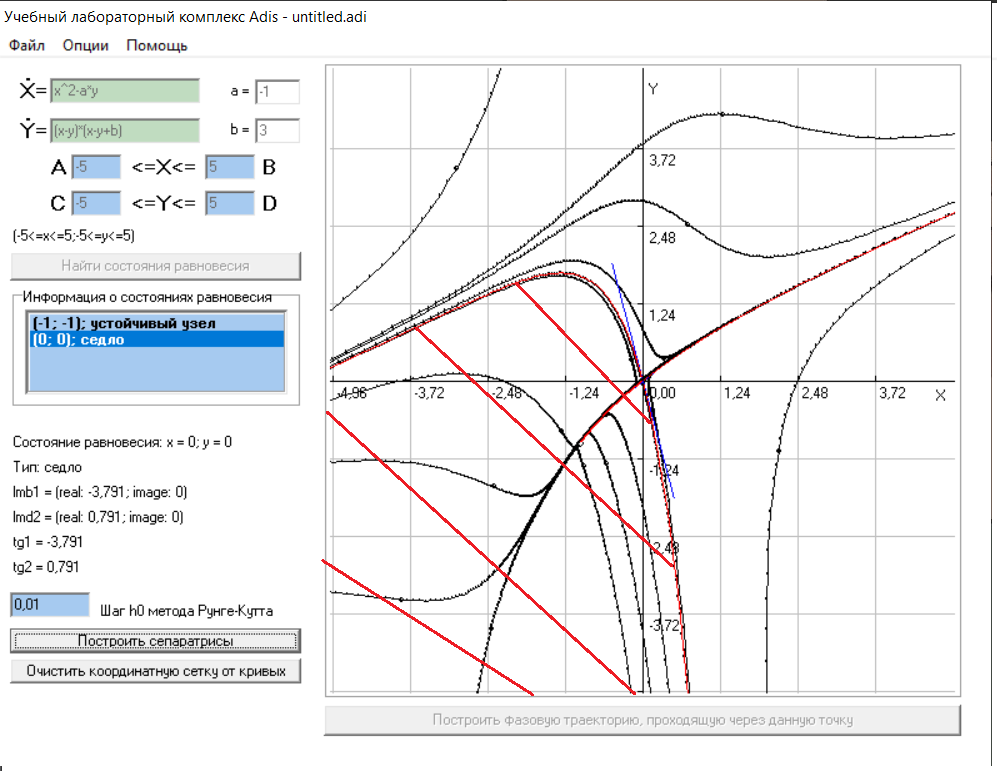 Учебный лабораторный комплекс Adis - untitled.adi
Файл Опции Помощь
Ẋ= x^2-a*y a = -1
Ẏ= (x-y)*(x-y+b) b = 3
A -5 <=X<= 5 B
C -5 <=Y<= 5 D
(-5<=x<=5;-5<=y<=5)
Найти состояния равновесия
Информация о состояниях равновесия
(-1; -1); устойчивый узел
(0; 0); седло
Состояние равновесия: x = 0; y = 0
Тип: седло
lmb1 = (real: -3,791; image: 0)
lmd2 = (real: 0,791; image: 0)
tg1 = -3,791
tg2 = 0,791
0,01 Шаг h0 метода Рунге-Кутта
Построить сепаратрисы
Очистить координатную сетку от кривых
Y
3,72
2,48
1,24
-4,96 -3,72 -2,48 -1,24 0,00 1,24 2,48 3,72 X
-1,24
-2,48
-3,72
Построить фазовую траекторию, проходящую через данную точку